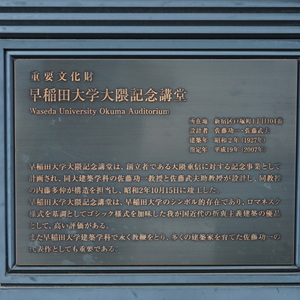 重要文化財
早稲田大学大隈記念講堂
Waseda University Okuma Auditorium
所在地 新宿区戸塚町1丁目104
設計者 佐藤功一 佐藤武夫
建築年 昭和2年(1927年)
指定年 平成19年(2007年)
早稲田大学大隈記念講堂は、創立者である大隈重信に対する記念事業として
計画され、同大建築学科の佐藤功一教授と佐藤武夫助教授が設計し、同教授
の内藤多仲が構造を担当し、昭和2年10月15日に竣工した。
早稲田大学大隈記念講堂は、早稲田大学のシンボル的存在であり、ロマネスク
様式を基調としてゴシック様式を加味した我が国近代の折衷主義建築の優品
として、高い評価がある。
また早稲田大学建築学科で永く教鞭をとり、多くの建築家を育てた佐藤功一の
代表作としても重要である。